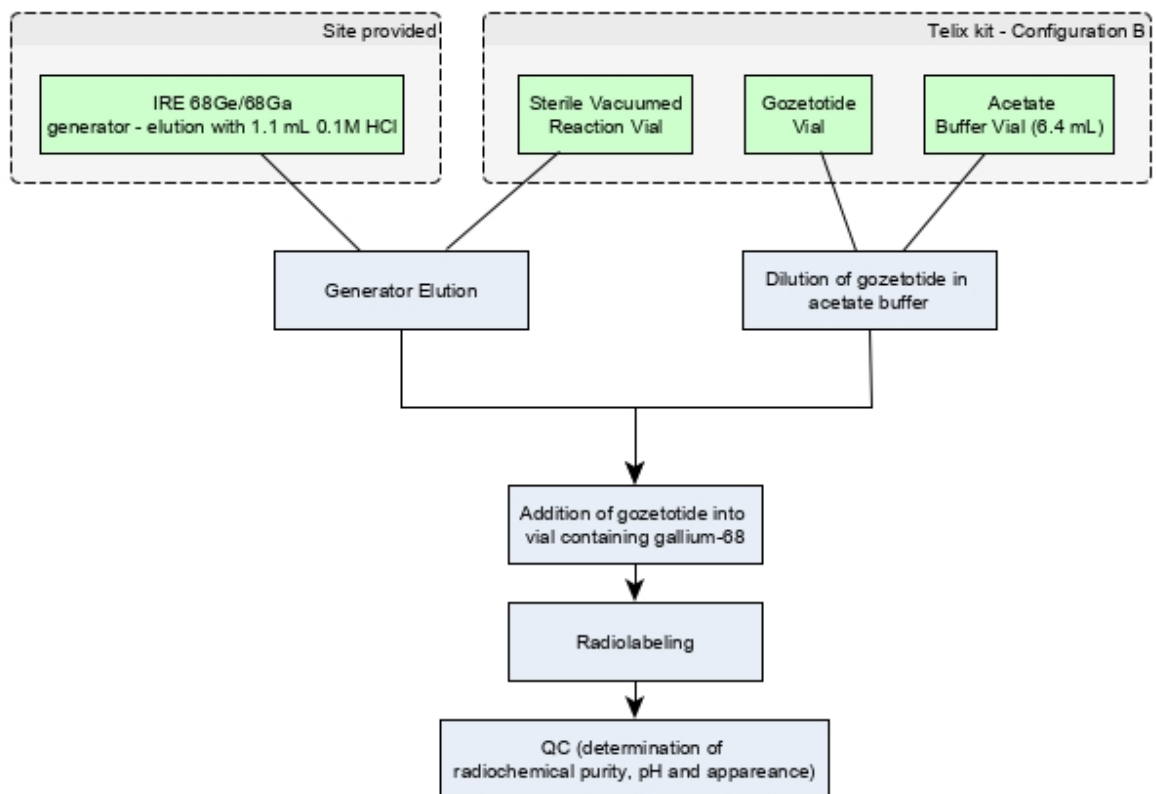 Site provided
Telix kit - Configuration B
IRE 68Ge/68Ga
generator - elution with 1.1 mL 0.1M HCl
Sterile Vacuumed
Reaction Vial
Gozetotide
Vial
Acetate
Buffer Vial (6.4 mL)
Generator Elution
Dilution of gozetotide in
acetate buffer
Addition of gozetotide into
vial containing gallium-68
Radiolabeling
QC (determination of
radiochemical purity, pH and appareance)